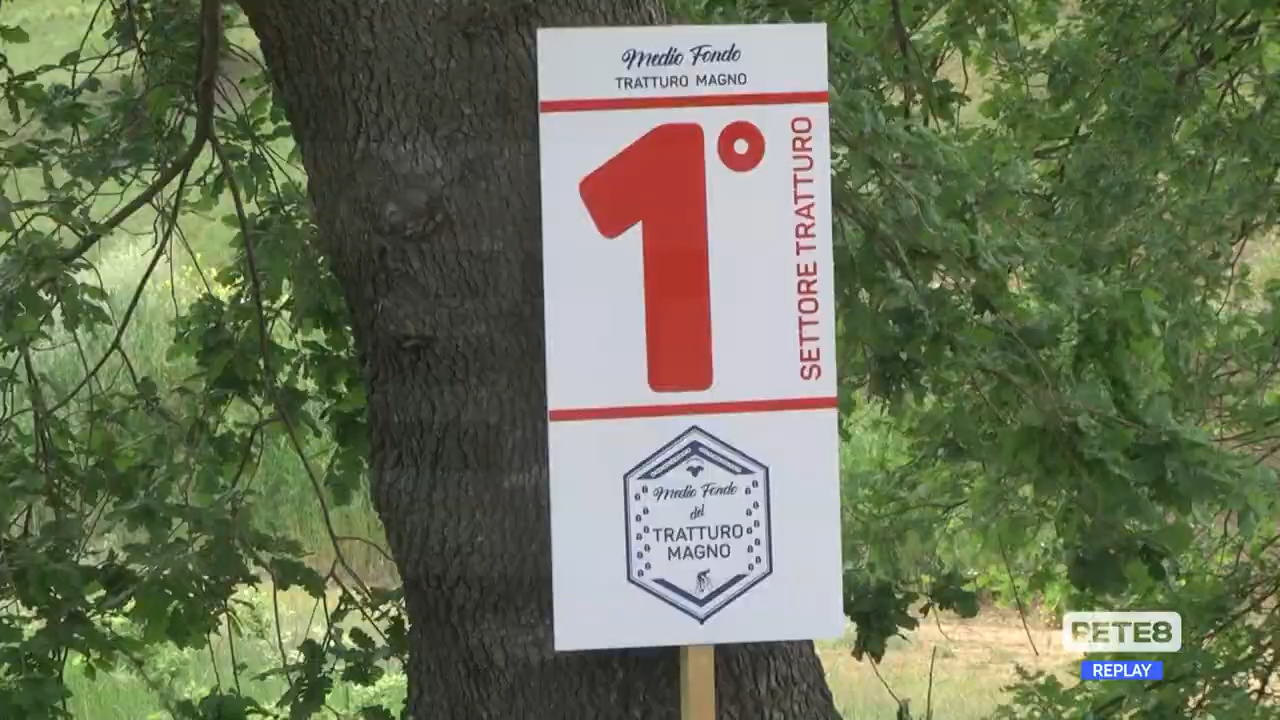 Medio Fondo
TRATTURO MAGNO
1°
SETTORE TRATTURO
Medio Fondo
del
TRATTURO
MAGNO
RETE8
REPLAY